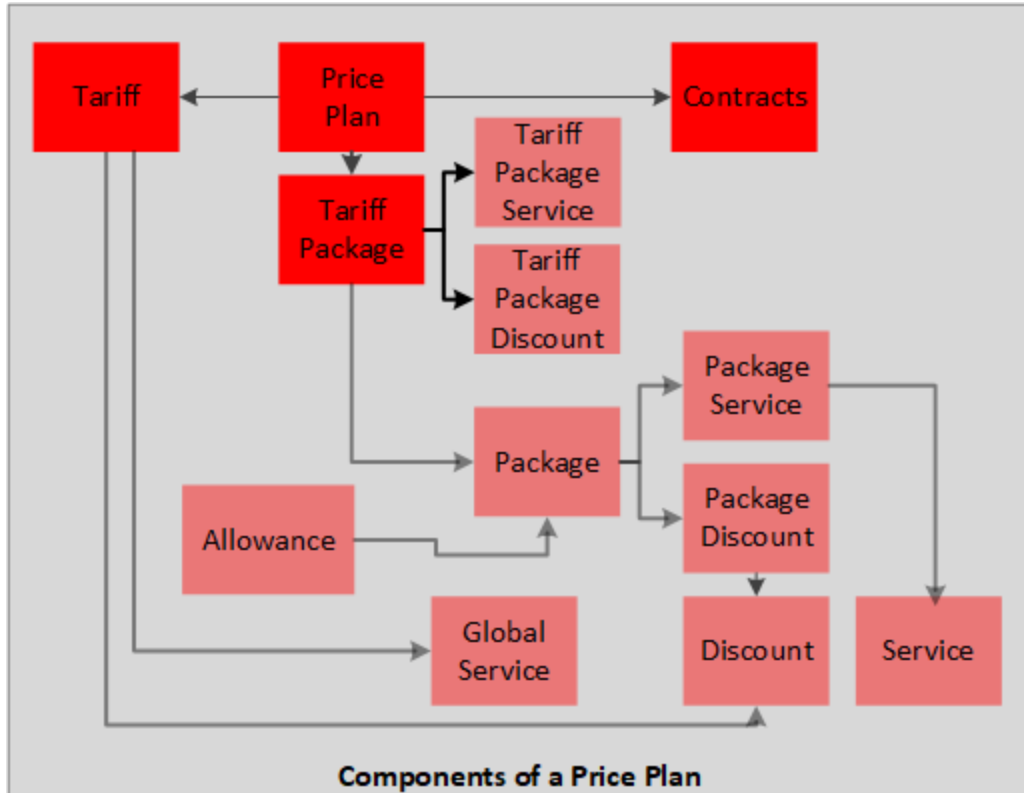 Tariff
Price
Plan
Contracts
Tariff
Package
Service
Tariff
Package
Tariff
Package
Discount
Package
Service
Package
Package
Discount
Allowance
Global
Service
Discount
Service
Components of a Price Plan